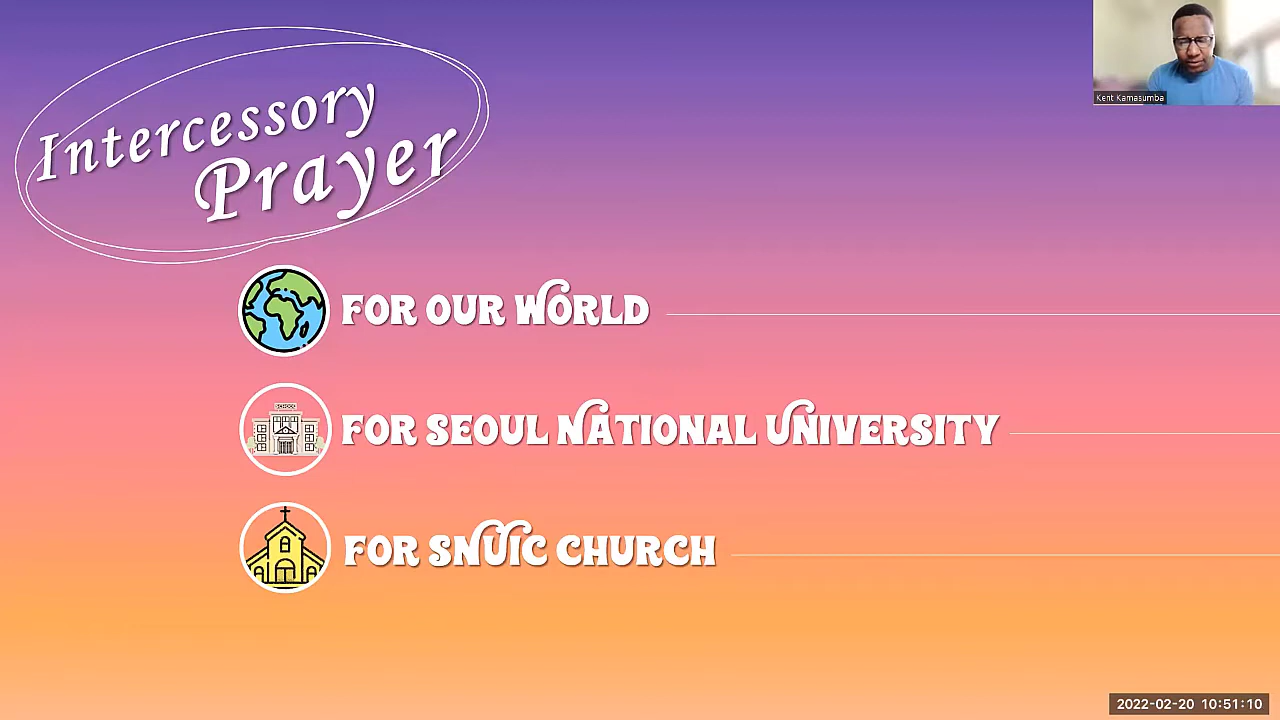 Intercessory
Prayer
FOR OUR WORLD
FOR SEOUL NATIONAL UNIVERSITY
FOR SNUIC CHURCH
Kent Kamasumba
2022-02-20 10:51:10